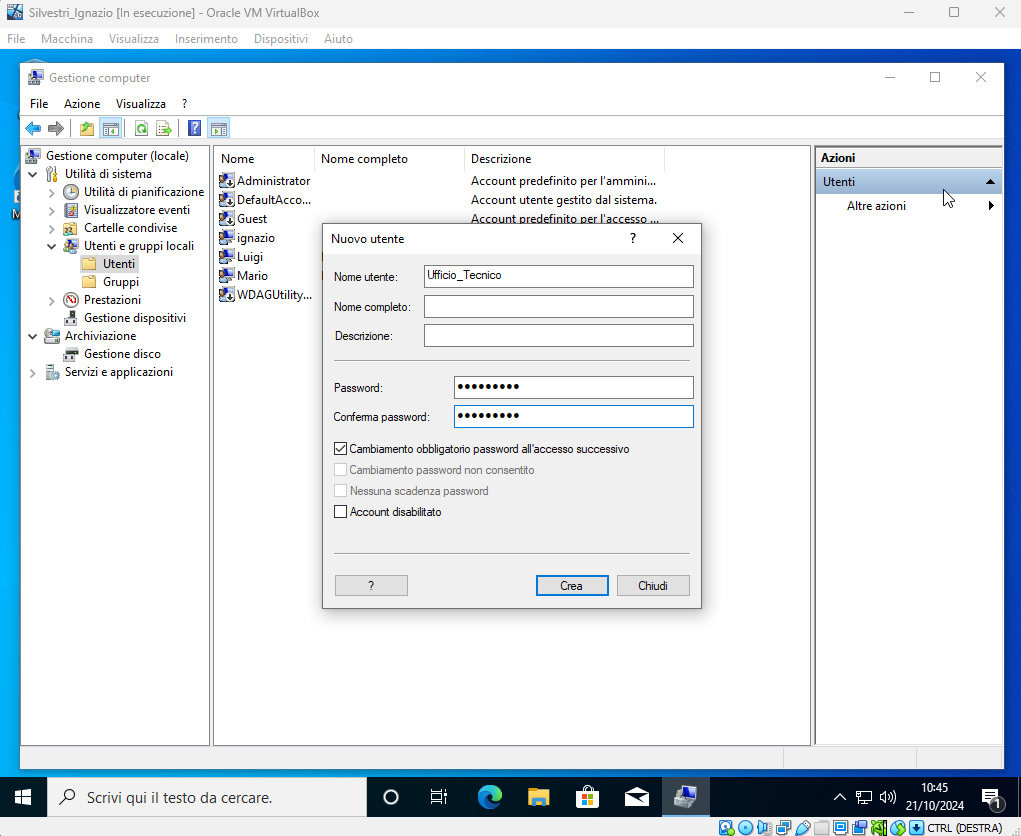 Silvestri_Ignazio [In esecuzione] - Oracle VM VirtualBox
File Macchina Visualizza Inserimento Dispositivi Aiuto
Gestione computer
File Azione Visualizza ?
Gestione computer (locale)
Utilità di sistema
Utilità di pianificazione
Visualizzatore eventi
Cartelle condivise
Utenti e gruppi locali
Utenti
Gruppi
Prestazioni
Gestione dispositivi
Archiviazione
Gestione disco
Servizi e applicazioni
Nome Nome completo Descrizione
Administrator Account predefinito per l'ammini...
DefaultAcco... Account utente gestito dal sistema.
Guest Account predefinito per l'accesso ...
ignazio
Luigi
Mario
WDAGUtility...
Azioni
Utenti
Altre azioni
Nuovo utente ?
Nome utente: Ufficio_Tecnico
Nome completo:
Descrizione:
Password: •••••••••
Conferma password: •••••••••
Cambiamento obbligatorio password all'accesso successivo
Cambiamento password non consentito
Nessuna scadenza password
Account disabilitato
? Crea Chiudi
Scrivi qui il testo da cercare.
10:45
21/10/2024
1
CTRL (DESTRA)